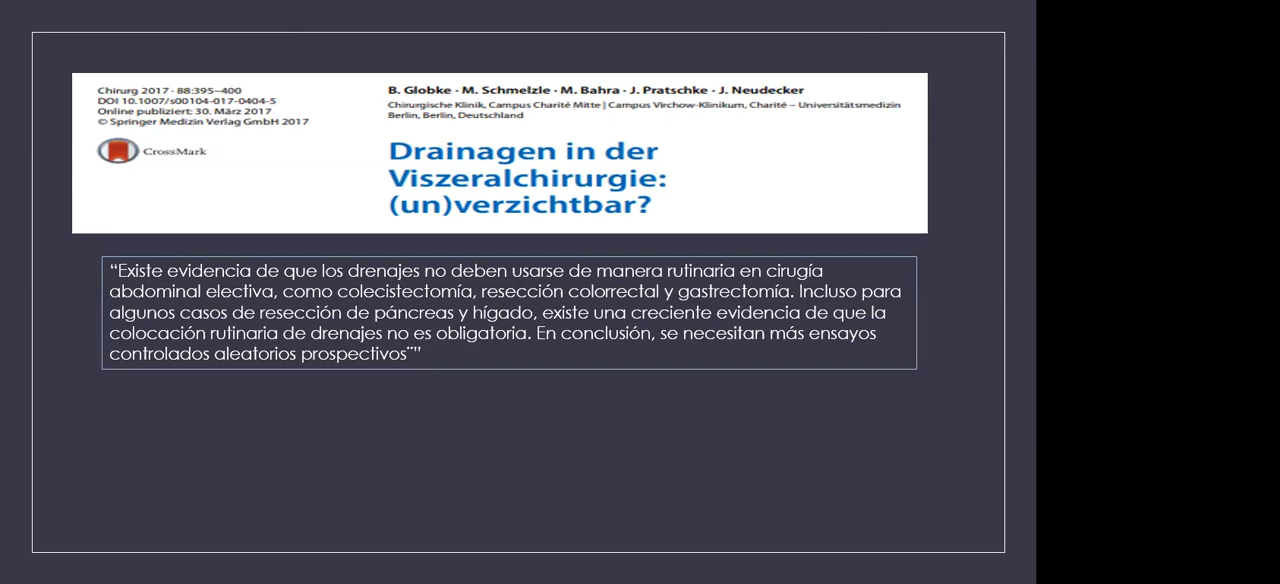 Chirurg 2017 · 88:395–400
DOI 10.1007/s00104-017-0404-5
Online publiziert: 30. März 2017
© Springer Medizin Verlag GmbH 2017
CrossMark
B. Globke · M. Schmelzle · M. Bahra · J. Pratschke · J. Neudecker
Chirurgische Klinik, Campus Charité Mitte | Campus Virchow-Klinikum, Charité – Universitätsmedizin
Berlin, Berlin, Deutschland
Drainagen in der
Viszeralchirurgie:
(un)verzichtbar?
“Existe evidencia de que los drenajes no deben usarse de manera rutinaria en cirugía
abdominal electiva, como colecistectomía, resección colorrectal y gastrectomía. Incluso para
algunos casos de resección de páncreas y hígado, existe una creciente evidencia de que la
colocación rutinaria de drenajes no es obligatoria. En conclusión, se necesitan más ensayos
controlados aleatorios prospectivos¨”